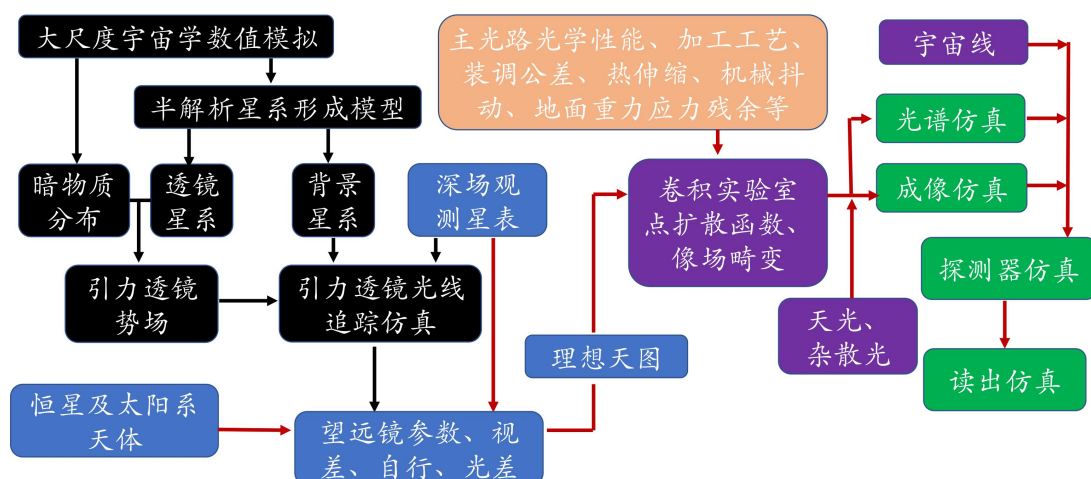 大尺度宇宙学数值模拟
半解析星系形成模型
暗物质
分布
透镜
星系
背景
星系
深场观
测星表
引力透镜
势场
引力透镜光线
追踪仿真
恒星及太阳系
天体
望远镜参数、视
差、自行、光差
理想天图
主光路光学性能、加工工艺、
装调公差、热伸缩、机械抖
动、地面重力应力残余等
卷积实验室
点扩散函数、
像场畸变
天光、
杂散光
宇宙线
光谱仿真
成像仿真
探测器仿真
读出仿真